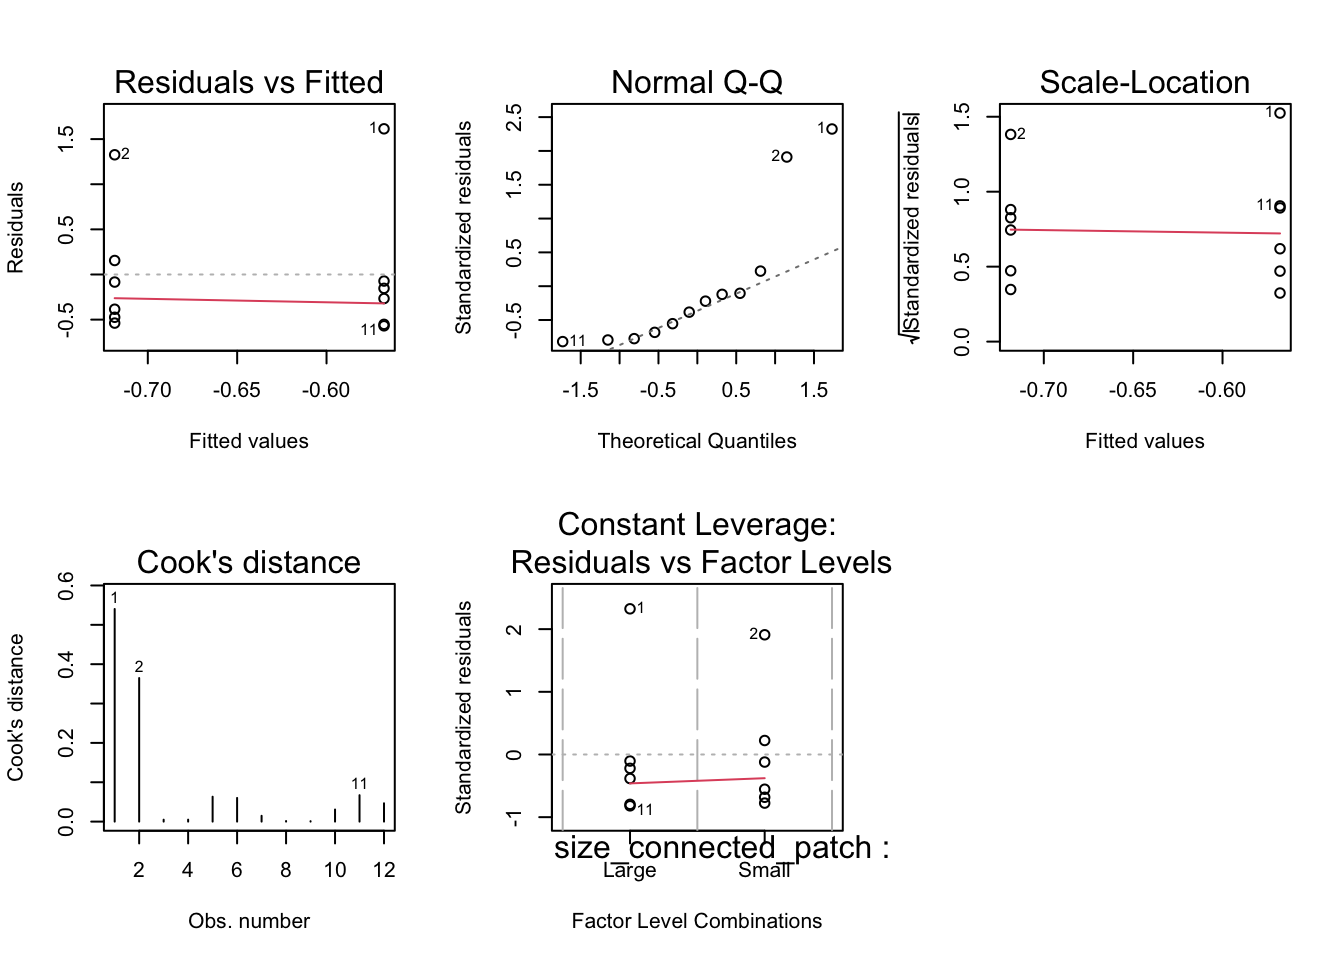 Residuals vs Fitted
Residuals
-0.5 0.5 1.5
1
2
11
-0.70 -0.65 -0.60
Fitted values
Normal Q-Q
Standardized residuals
-0.5 0.5 1.5 2.5
1
2
11
-1.5 -0.5 0.5 1.5
Theoretical Quantiles
Scale-Location
√|Standardized residuals|
0.0 0.5 1.0 1.5
1
2
11
-0.70 -0.65 -0.60
Fitted values
Cook's distance
Cook's distance
0.0 0.2 0.4 0.6
1
2
11
2 4 6 8 10 12
Obs. number
Constant Leverage:
Residuals vs Factor Levels
Standardized residuals
-1 0 1 2
1
2
11
size_connected_patch :
Large Small
Factor Level Combinations